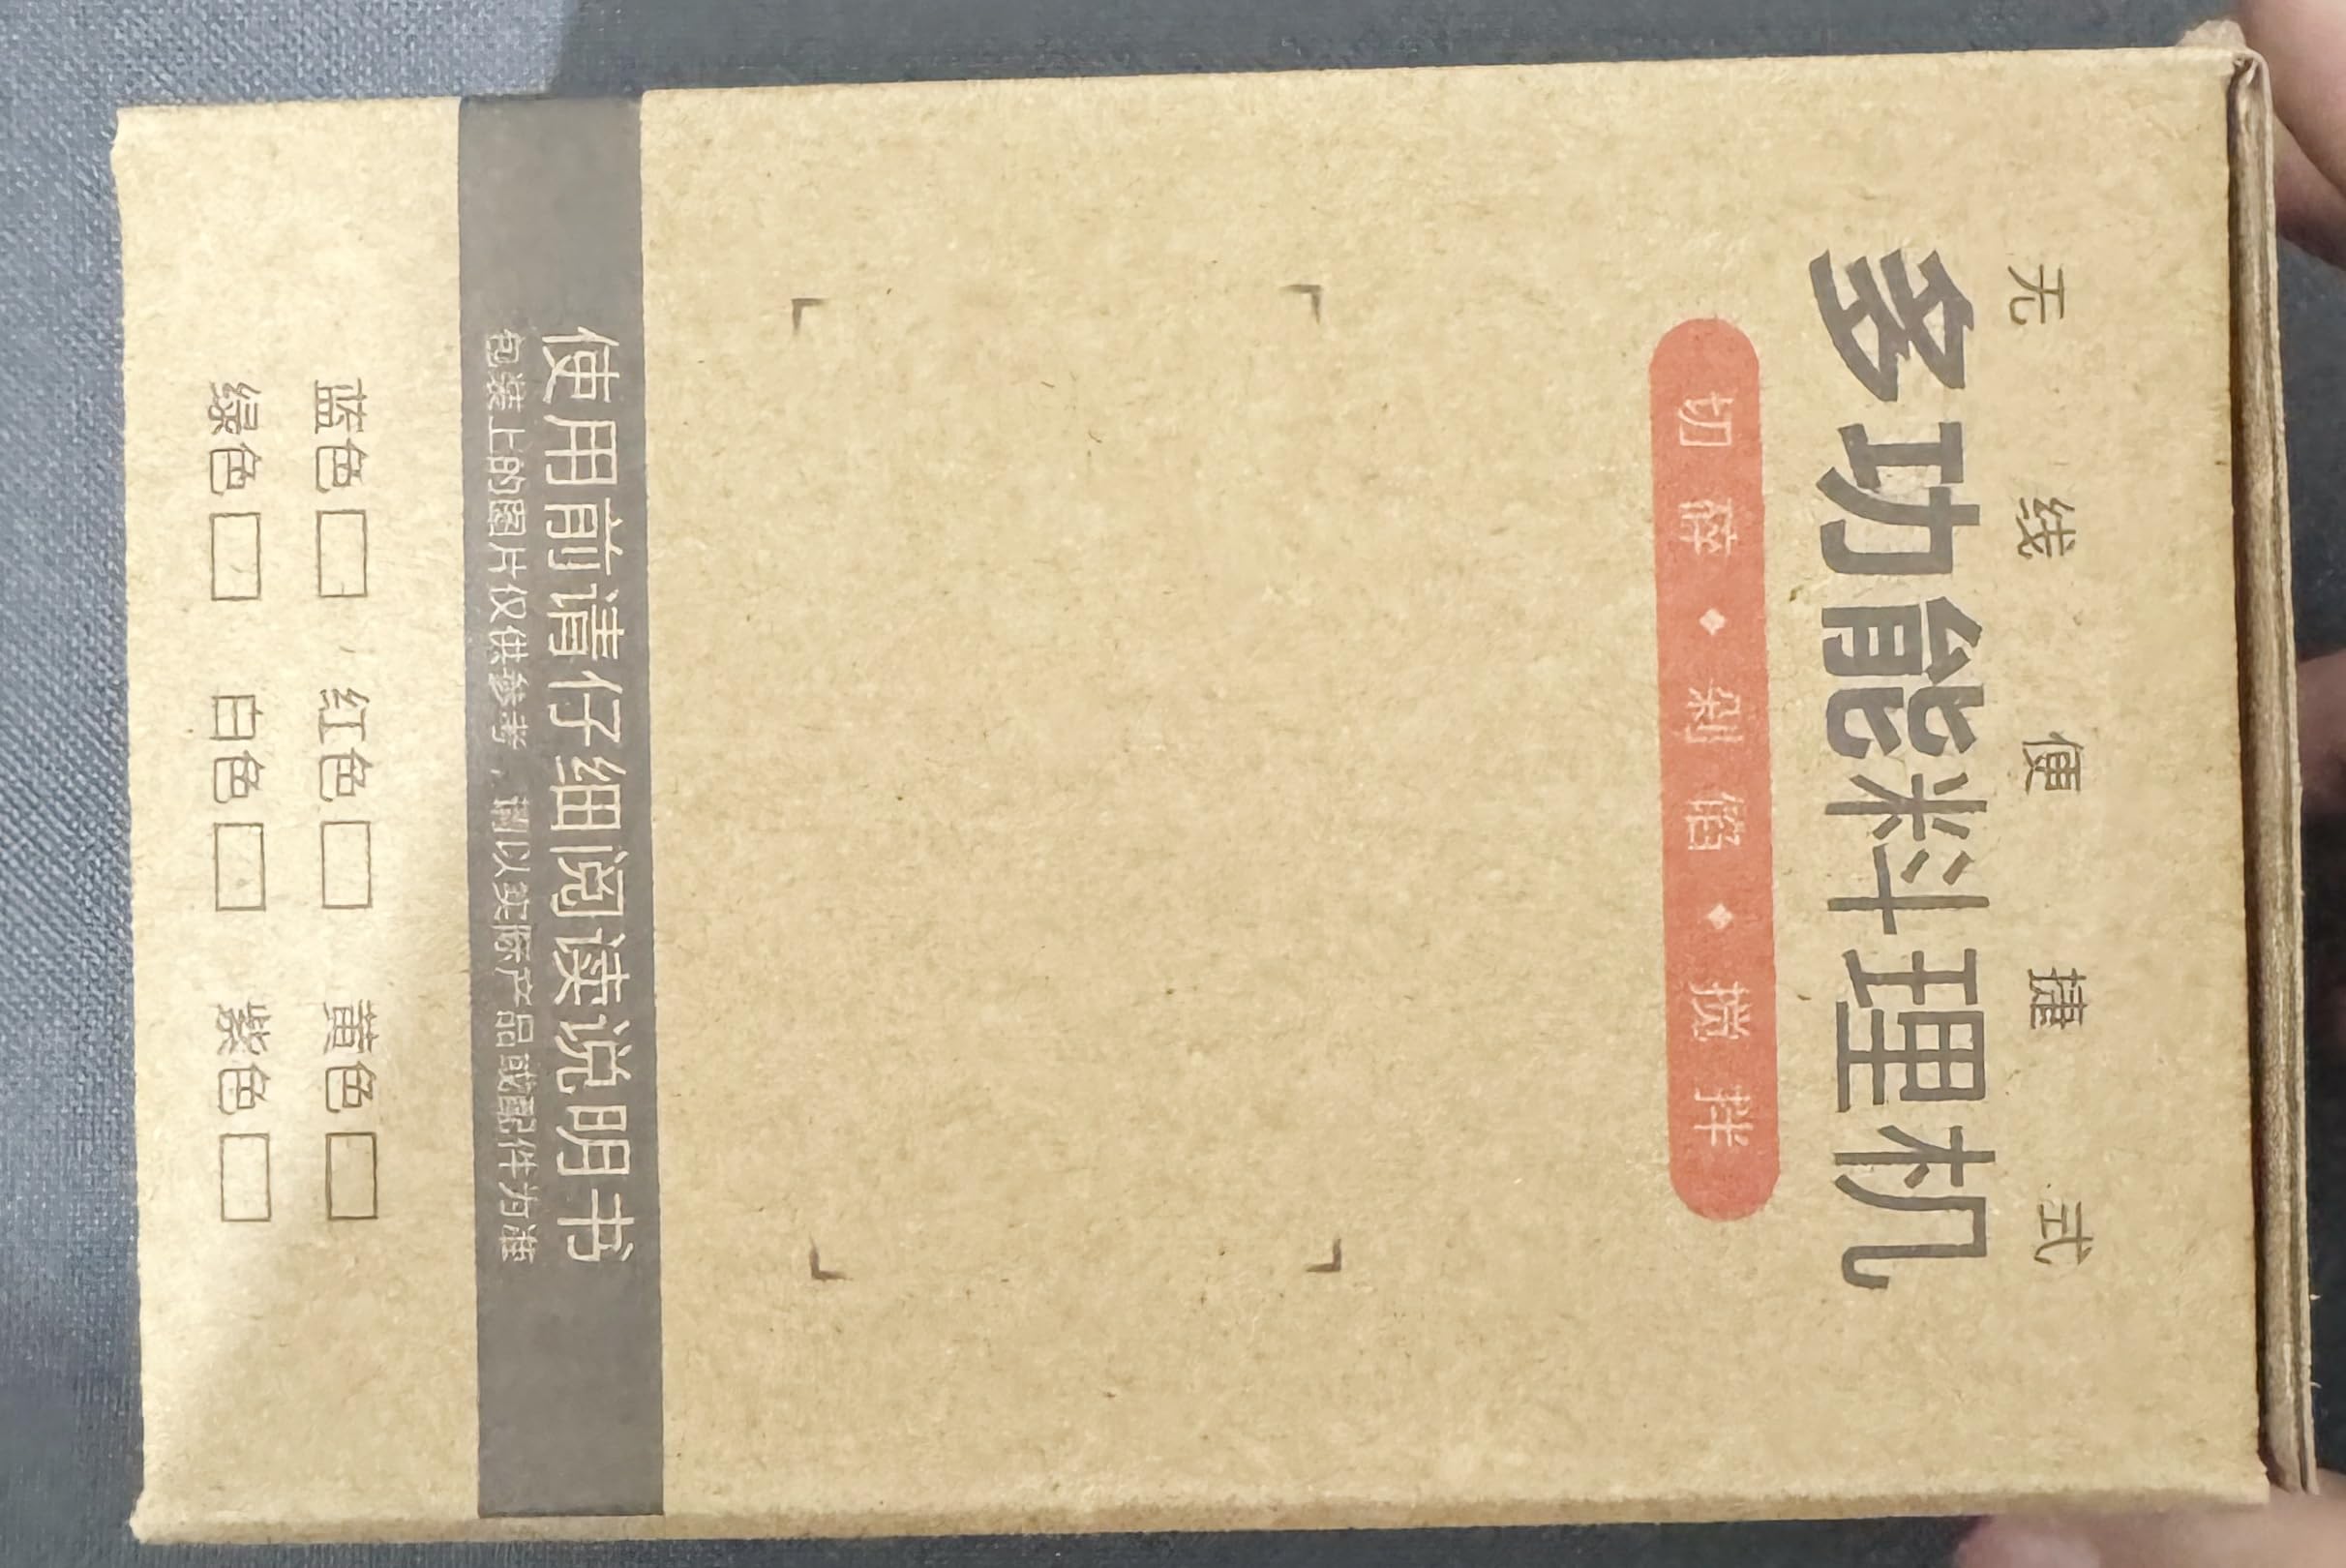 无线便捷式
多功能料理机
切碎◆剁馅◆搅拌
使用前请仔细阅读说明书
包装上的图片仅供参考，请以实际产品或配件为准
蓝色□ 红色□ 黄色□
绿色□ 白色□ 紫色□